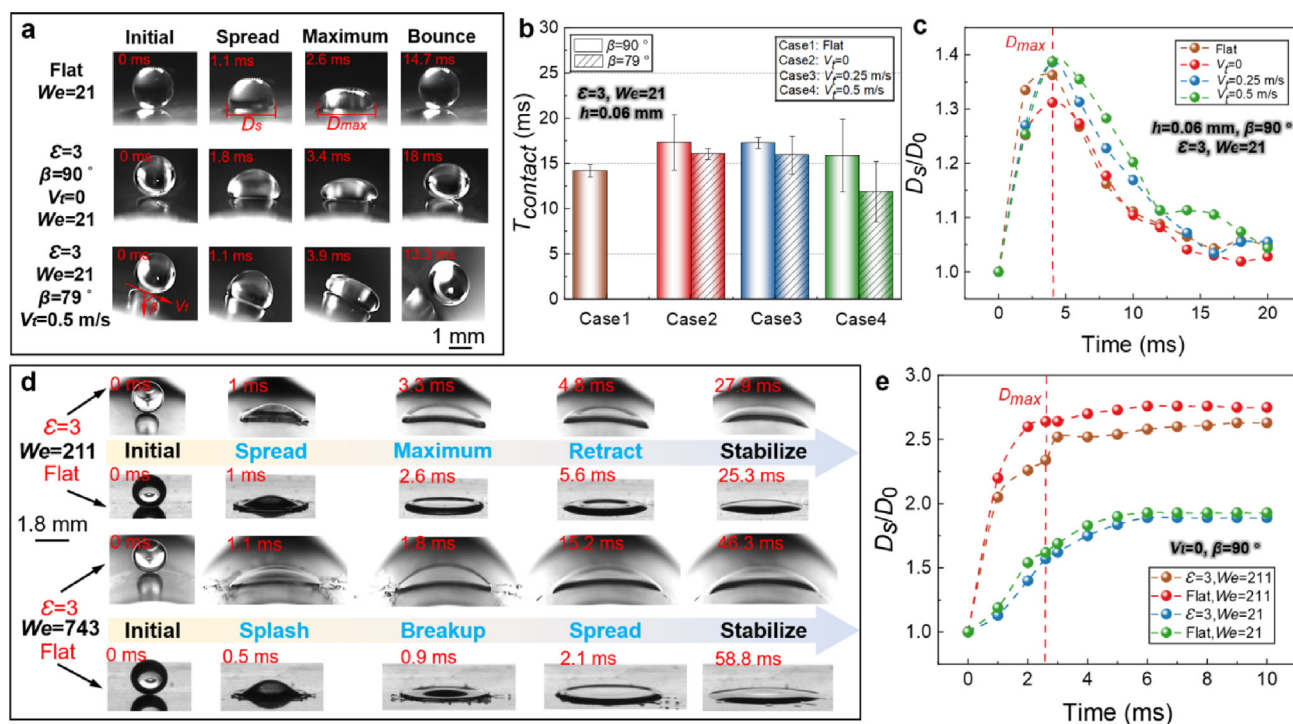 a
Initial Spread Maximum Bounce
Flat
We=21
0 ms 1.1 ms 2.6 ms 14.7 ms
Ds Dmax
Ɛ=3
β=90 °
Vt=0
We=21
0 ms 1.8 ms 3.4 ms 18 ms
Ɛ=3
We=21
β=79 °
Vt=0.5 m/s
0 ms 1.1 ms 3.9 ms 13.3 ms
β Vt
1 mm
b
Tcontact (ms)
30
25
20
15
10
5
0
β=90 °
β=79 °
Ɛ=3, We=21
h=0.06 mm
Case1: Flat
Case2: Vt=0
Case3: Vt=0.25 m/s
Case4: Vt=0.5 m/s
Case1 Case2 Case3 Case4
c
Ds/D0
1.4
1.3
1.2
1.1
1.0
Dmax
Flat
Vt=0
Vt=0.25 m/s
Vt=0.5 m/s
h=0.06 mm, β=90 °
Ɛ=3, We=21
0 5 10 15 20
Time (ms)
d
0 ms 1 ms 3.3 ms 4.8 ms 27.9 ms
Ɛ=3
We=211
Flat
Initial Spread Maximum Retract Stabilize
0 ms 1 ms 2.6 ms 5.6 ms 25.3 ms
1.8 mm
0 ms 1.1 ms 1.8 ms 15.2 ms 46.3 ms
Ɛ=3
We=743
Flat
Initial Splash Breakup Spread Stabilize
0 ms 0.5 ms 0.9 ms 2.1 ms 58.8 ms
e
Ds/D0
3.0
2.5
2.0
1.5
1.0
Dmax
Vt=0, β=90 °
Ɛ=3,We=211
Flat,We=211
Ɛ=3,We=21
Flat,We=21
0 2 4 6 8 10
Time (ms)